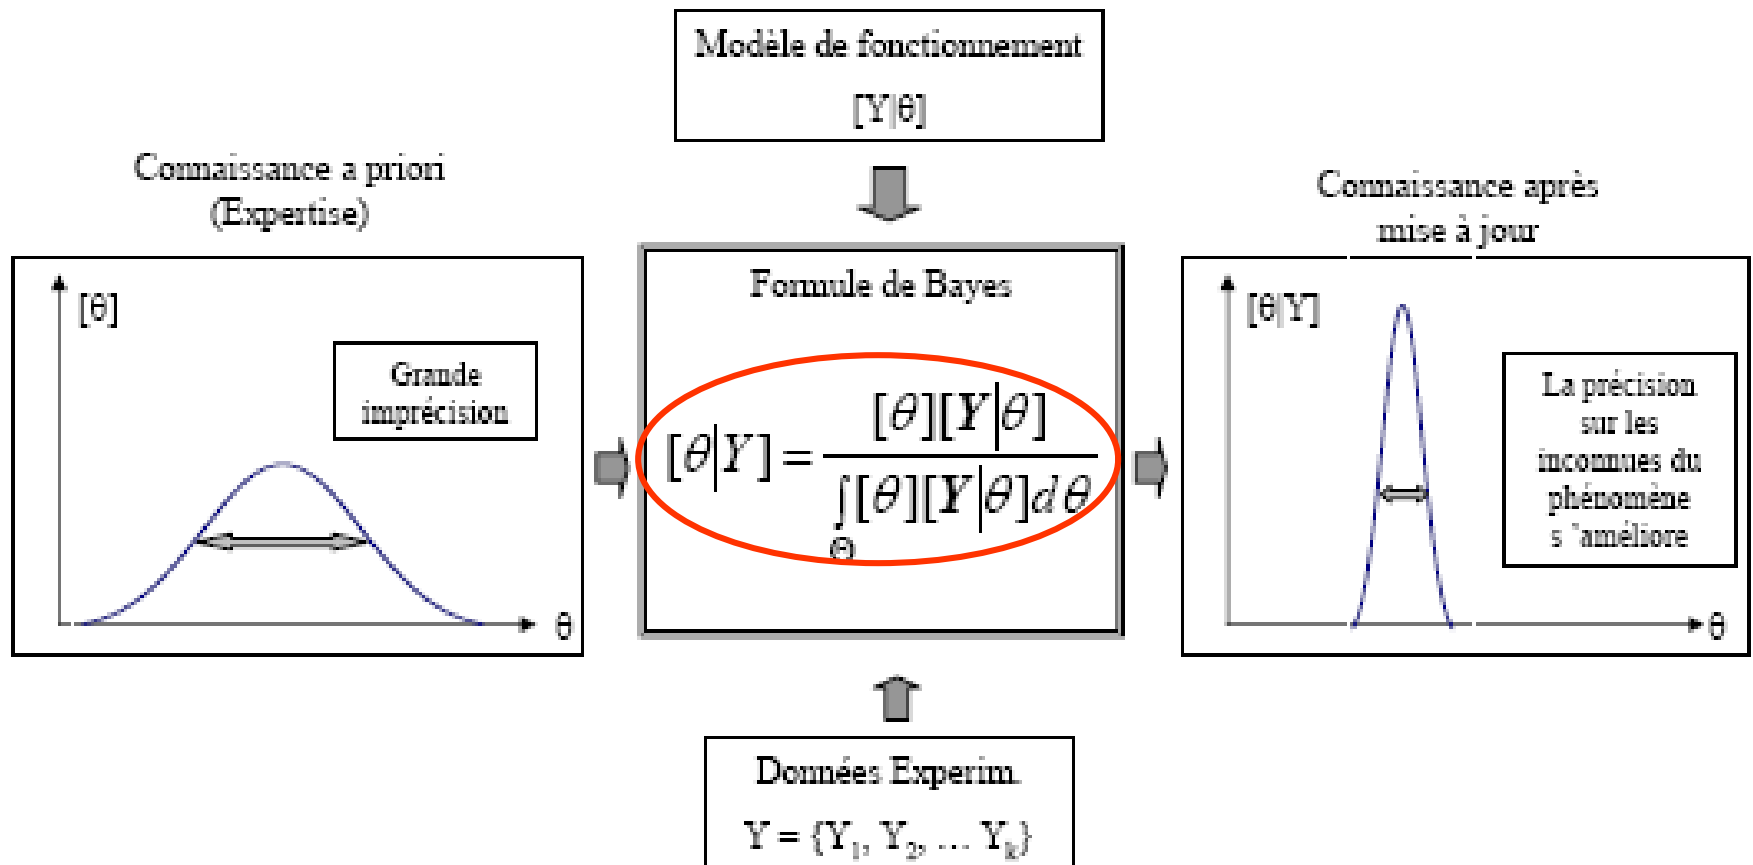 Modèle de fonctionnement
[Y|θ]
Connaissance a priori
(Expertise)
[θ]
Grande
imprécision
θ
Formule de Bayes
[θ|Y] = [θ][Y|θ] / ∫Θ [θ][Y|θ]dθ
Connaissance après
mise à jour
[θ|Y]
La précision
sur les
inconnues du
phénomène
s 'améliore
θ
Données Experim.
Y = {Y₁, Y₂, … Yₖ}